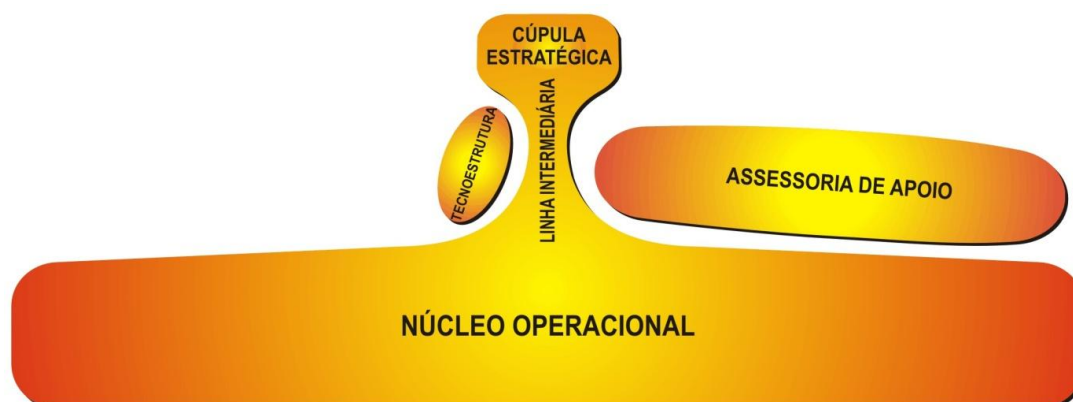 CÚPULA
ESTRATÉGICA
TECNOESTRUTURA
LINHA INTERMEDIÁRIA
ASSESSORIA DE APOIO
NÚCLEO OPERACIONAL